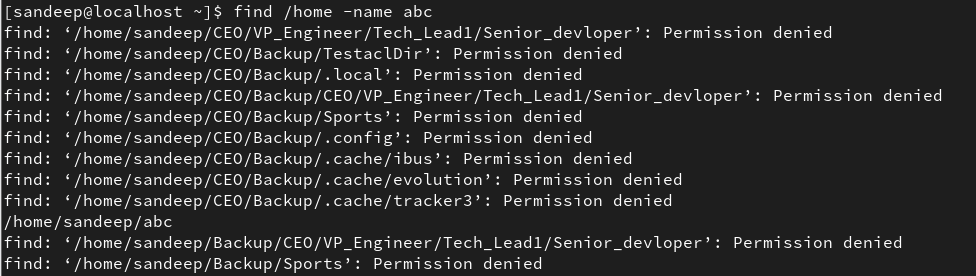 [sandeep@localhost ~]$ find /home -name abc
find: ‘/home/sandeep/CEO/VP_Engineer/Tech_Lead1/Senior_devloper’: Permission denied
find: ‘/home/sandeep/CEO/Backup/TestaclDir’: Permission denied
find: ‘/home/sandeep/CEO/Backup/.local’: Permission denied
find: ‘/home/sandeep/CEO/Backup/CEO/VP_Engineer/Tech_Lead1/Senior_devloper’: Permission denied
find: ‘/home/sandeep/CEO/Backup/Sports’: Permission denied
find: ‘/home/sandeep/CEO/Backup/.config’: Permission denied
find: ‘/home/sandeep/CEO/Backup/.cache/ibus’: Permission denied
find: ‘/home/sandeep/CEO/Backup/.cache/evolution’: Permission denied
find: ‘/home/sandeep/CEO/Backup/.cache/tracker3’: Permission denied
/home/sandeep/abc
find: ‘/home/sandeep/Backup/CEO/VP_Engineer/Tech_Lead1/Senior_devloper’: Permission denied
find: ‘/home/sandeep/Backup/Sports’: Permission denied